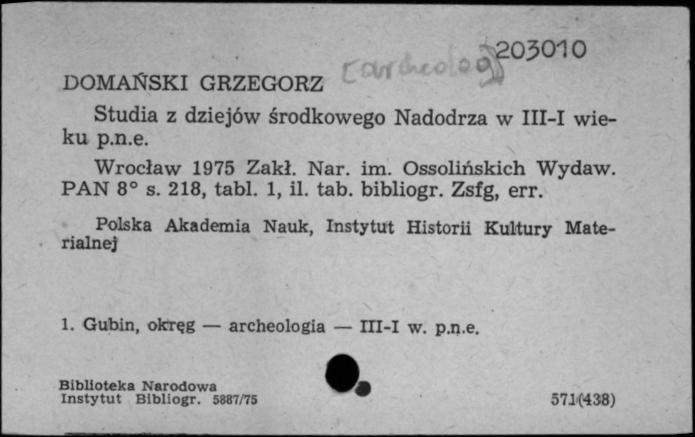 [archeolog] 203010
DOMAŃSKI GRZEGORZ
Studia z dziejów środkowego Nadodrza w III-I wie-
ku p.n.e.
Wrocław 1975 Zakł. Nar. im. Ossolińskich Wydaw.
PAN 8° s. 218, tabl. 1, il. tab. bibliogr. Zsfg, err.
Polska Akademia Nauk, Instytut Historii Kultury Mate-
rialnej
1. Gubin, okręg — archeologia — III-I w. p.n.e.
Biblioteka Narodowa
Instytut Bibliogr. 5887/75 571(438)